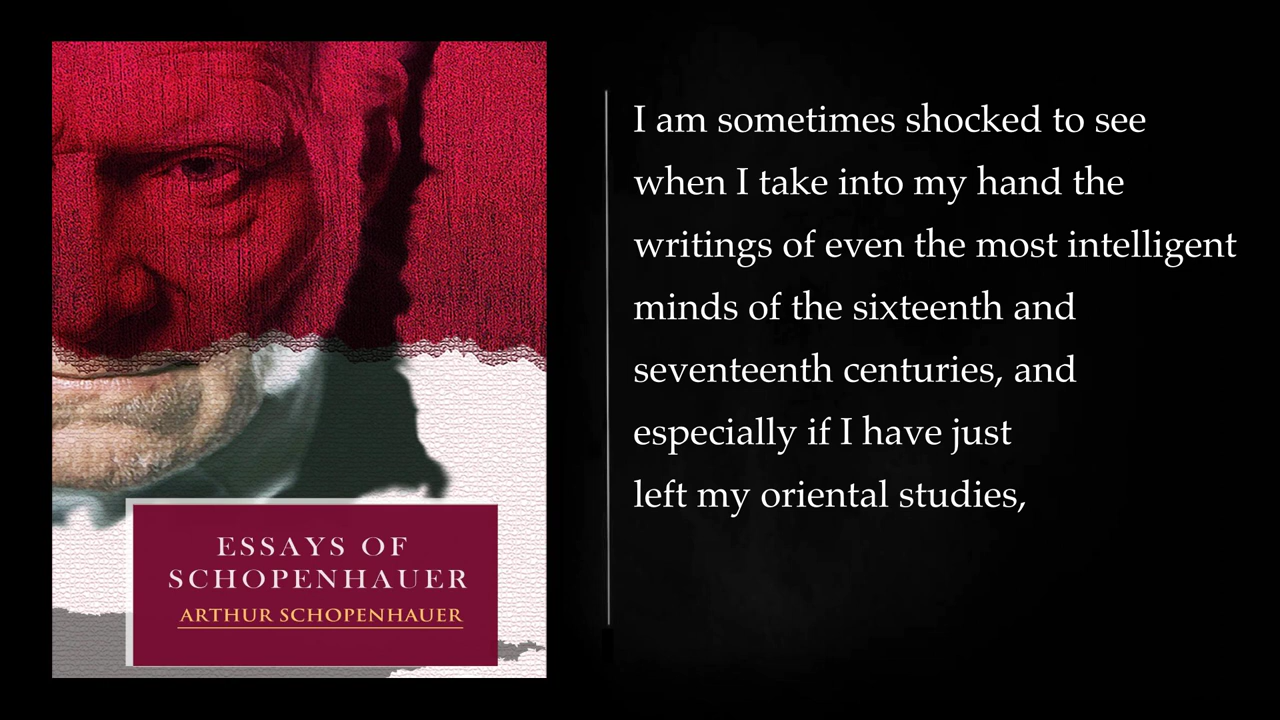 ESSAYS OF
SCHOPENHAUER
ARTHUR SCHOPENHAUER
I am sometimes shocked to see
when I take into my hand the
writings of even the most intelligent
minds of the sixteenth and
seventeenth centuries, and
especially if I have just
left my oriental studies,